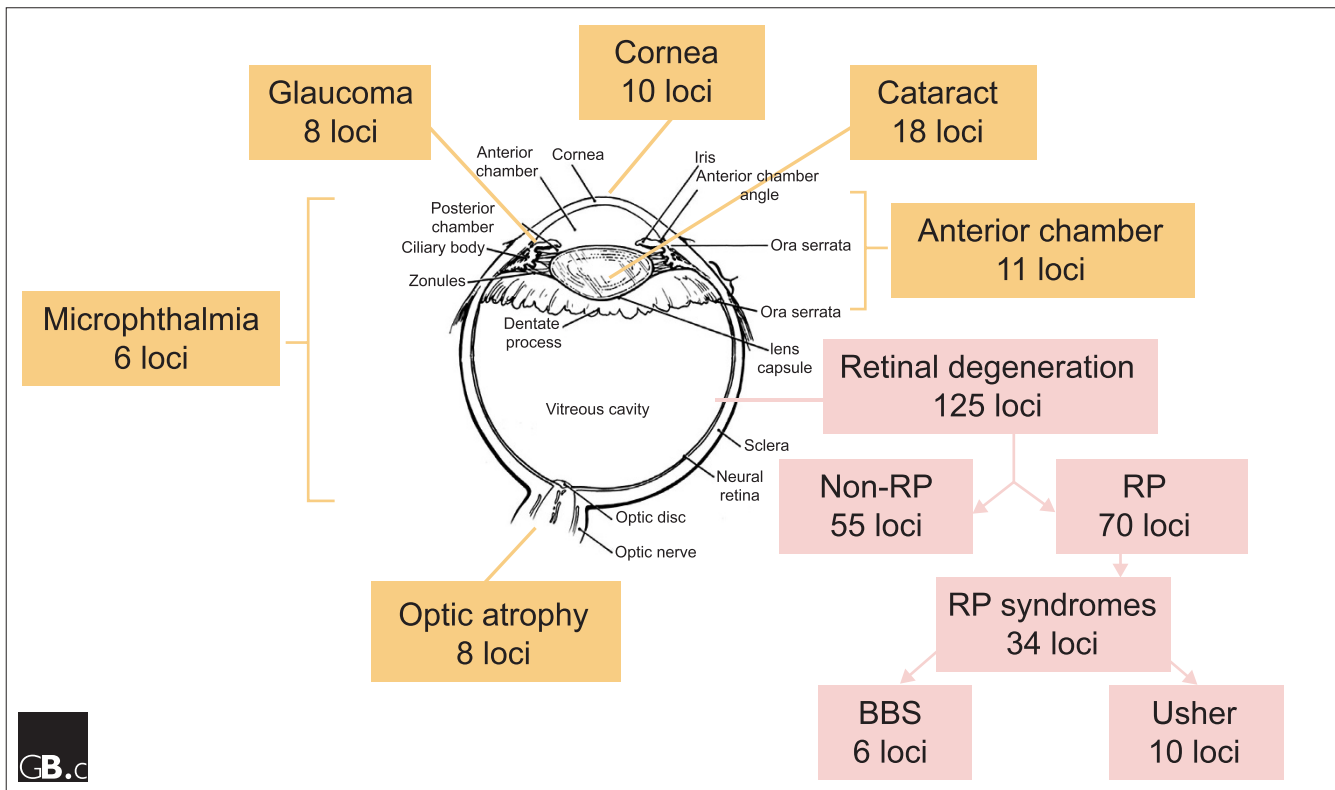 Cornea
10 loci
Glaucoma
8 loci
Cataract
18 loci
Anterior
chamber
Cornea
Iris
Anterior chamber
angle
Posterior
chamber
Ciliary body
Zonules
Ora serrata
Anterior chamber
11 loci
Microphthalmia
6 loci
Dentate
process
Ora serrata
lens
capsule
Retinal degeneration
125 loci
Vitreous cavity
Sclera
Neural
retina
Non-RP
55 loci
RP
70 loci
Optic disc
Optic nerve
Optic atrophy
8 loci
RP syndromes
34 loci
BBS
6 loci
Usher
10 loci
GB.c